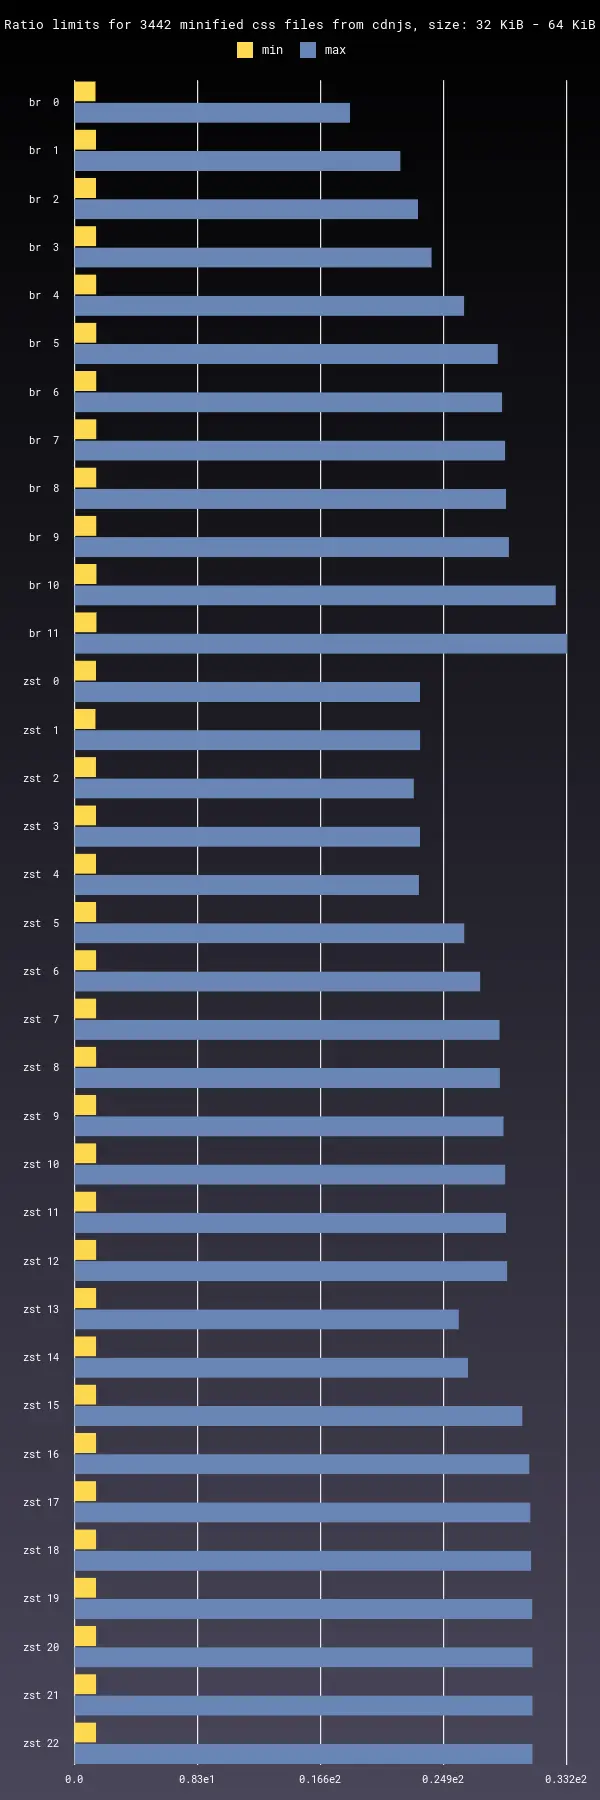 Ratio limits for 3442 minified css files from cdnjs, size: 32 KiB - 64 KiB
min max
br 0
br 1
br 2
br 3
br 4
br 5
br 6
br 7
br 8
br 9
br 10
br 11
zst 0
zst 1
zst 2
zst 3
zst 4
zst 5
zst 6
zst 7
zst 8
zst 9
zst 10
zst 11
zst 12
zst 13
zst 14
zst 15
zst 16
zst 17
zst 18
zst 19
zst 20
zst 21
zst 22
0.0 0.83e1 0.166e2 0.249e2 0.332e2